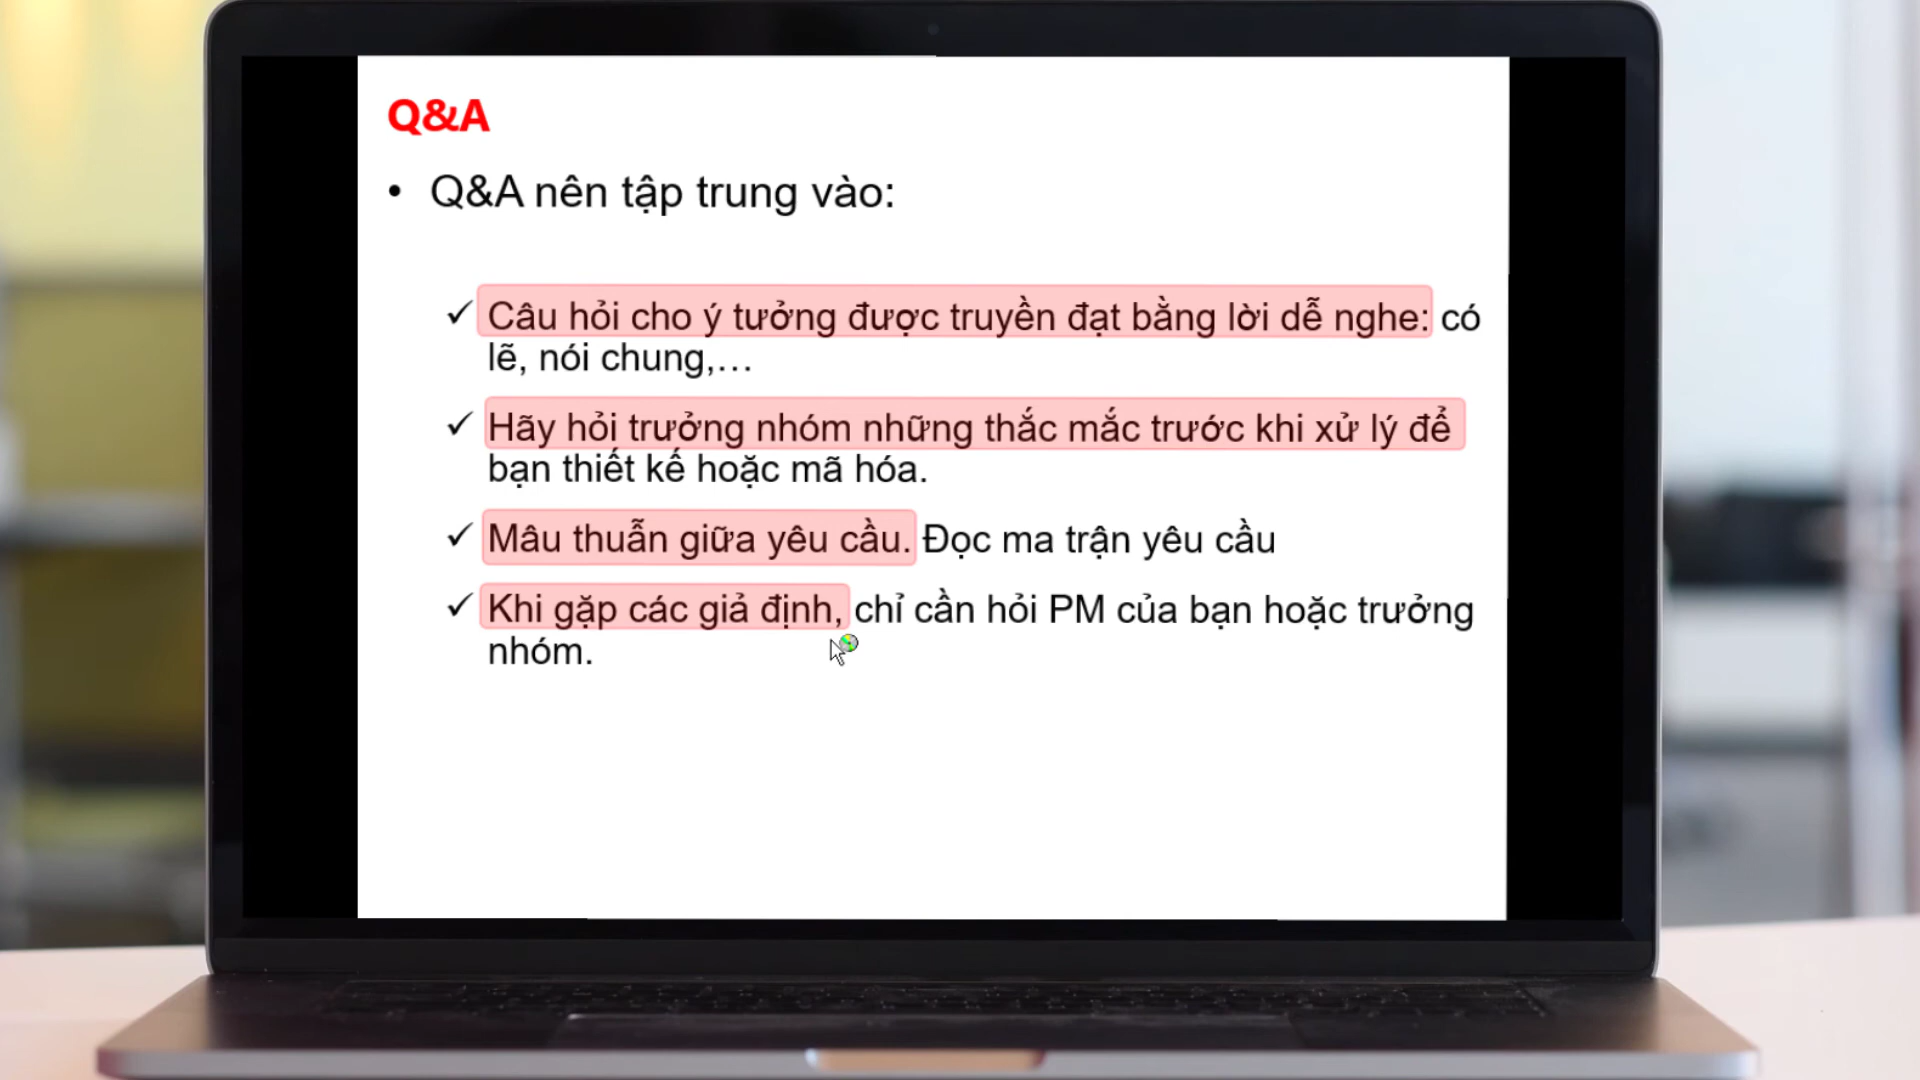 Q&A
• Q&A nên tập trung vào:
✓ Câu hỏi cho ý tưởng được truyền đạt bằng lời dễ nghe: có
lẽ, nói chung,...
✓ Hãy hỏi trưởng nhóm những thắc mắc trước khi xử lý để
bạn thiết kế hoặc mã hóa.
✓ Mâu thuẫn giữa yêu cầu. Đọc ma trận yêu cầu
✓ Khi gặp các giả định, chỉ cần hỏi PM của bạn hoặc trưởng
nhóm.